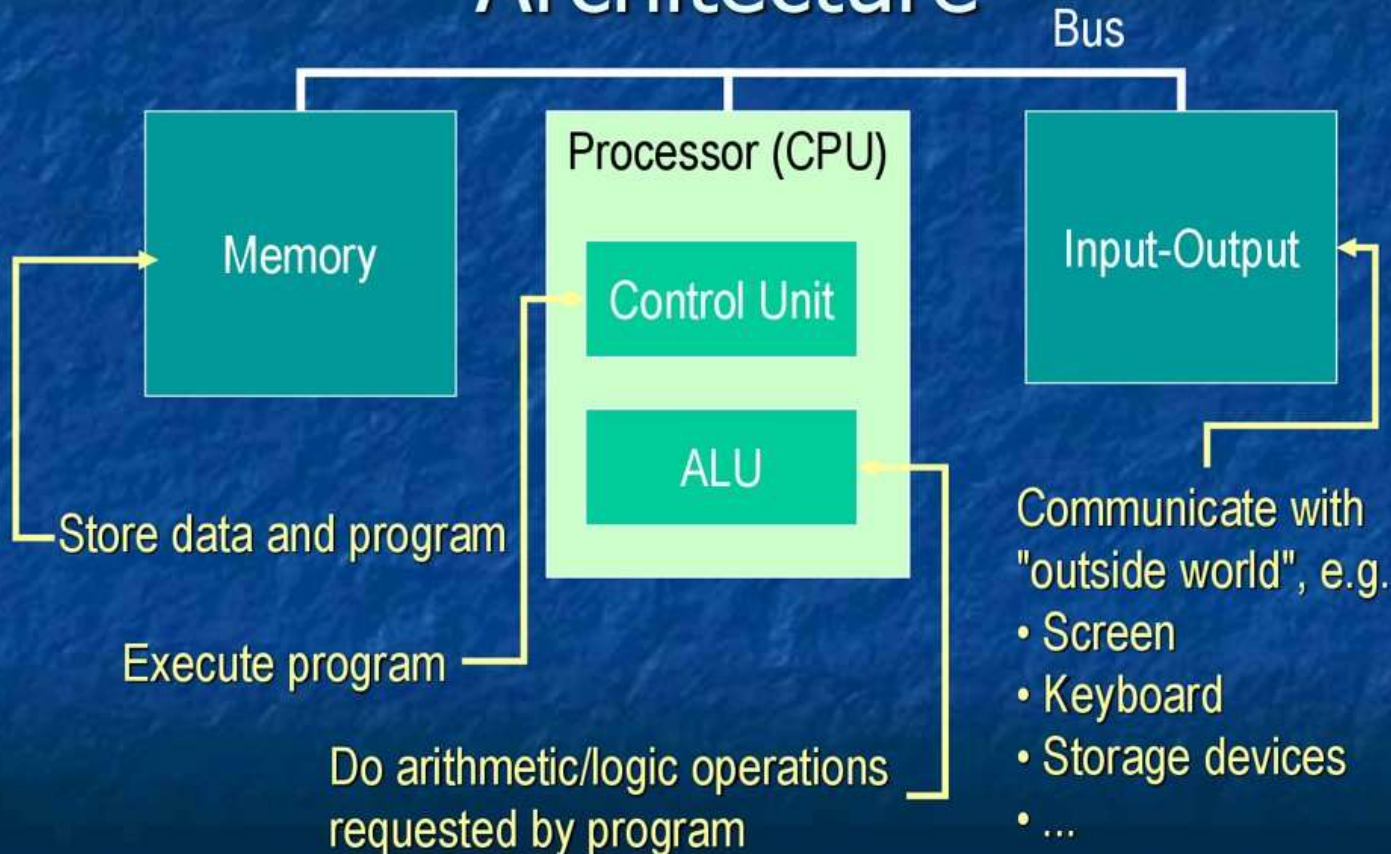 Architecture
Bus
Memory
Processor (CPU)
Control Unit
ALU
Input-Output
Store data and program
Execute program
Do arithmetic/logic operations
requested by program
Communicate with
"outside world", e.g.
• Screen
• Keyboard
• Storage devices
• ...